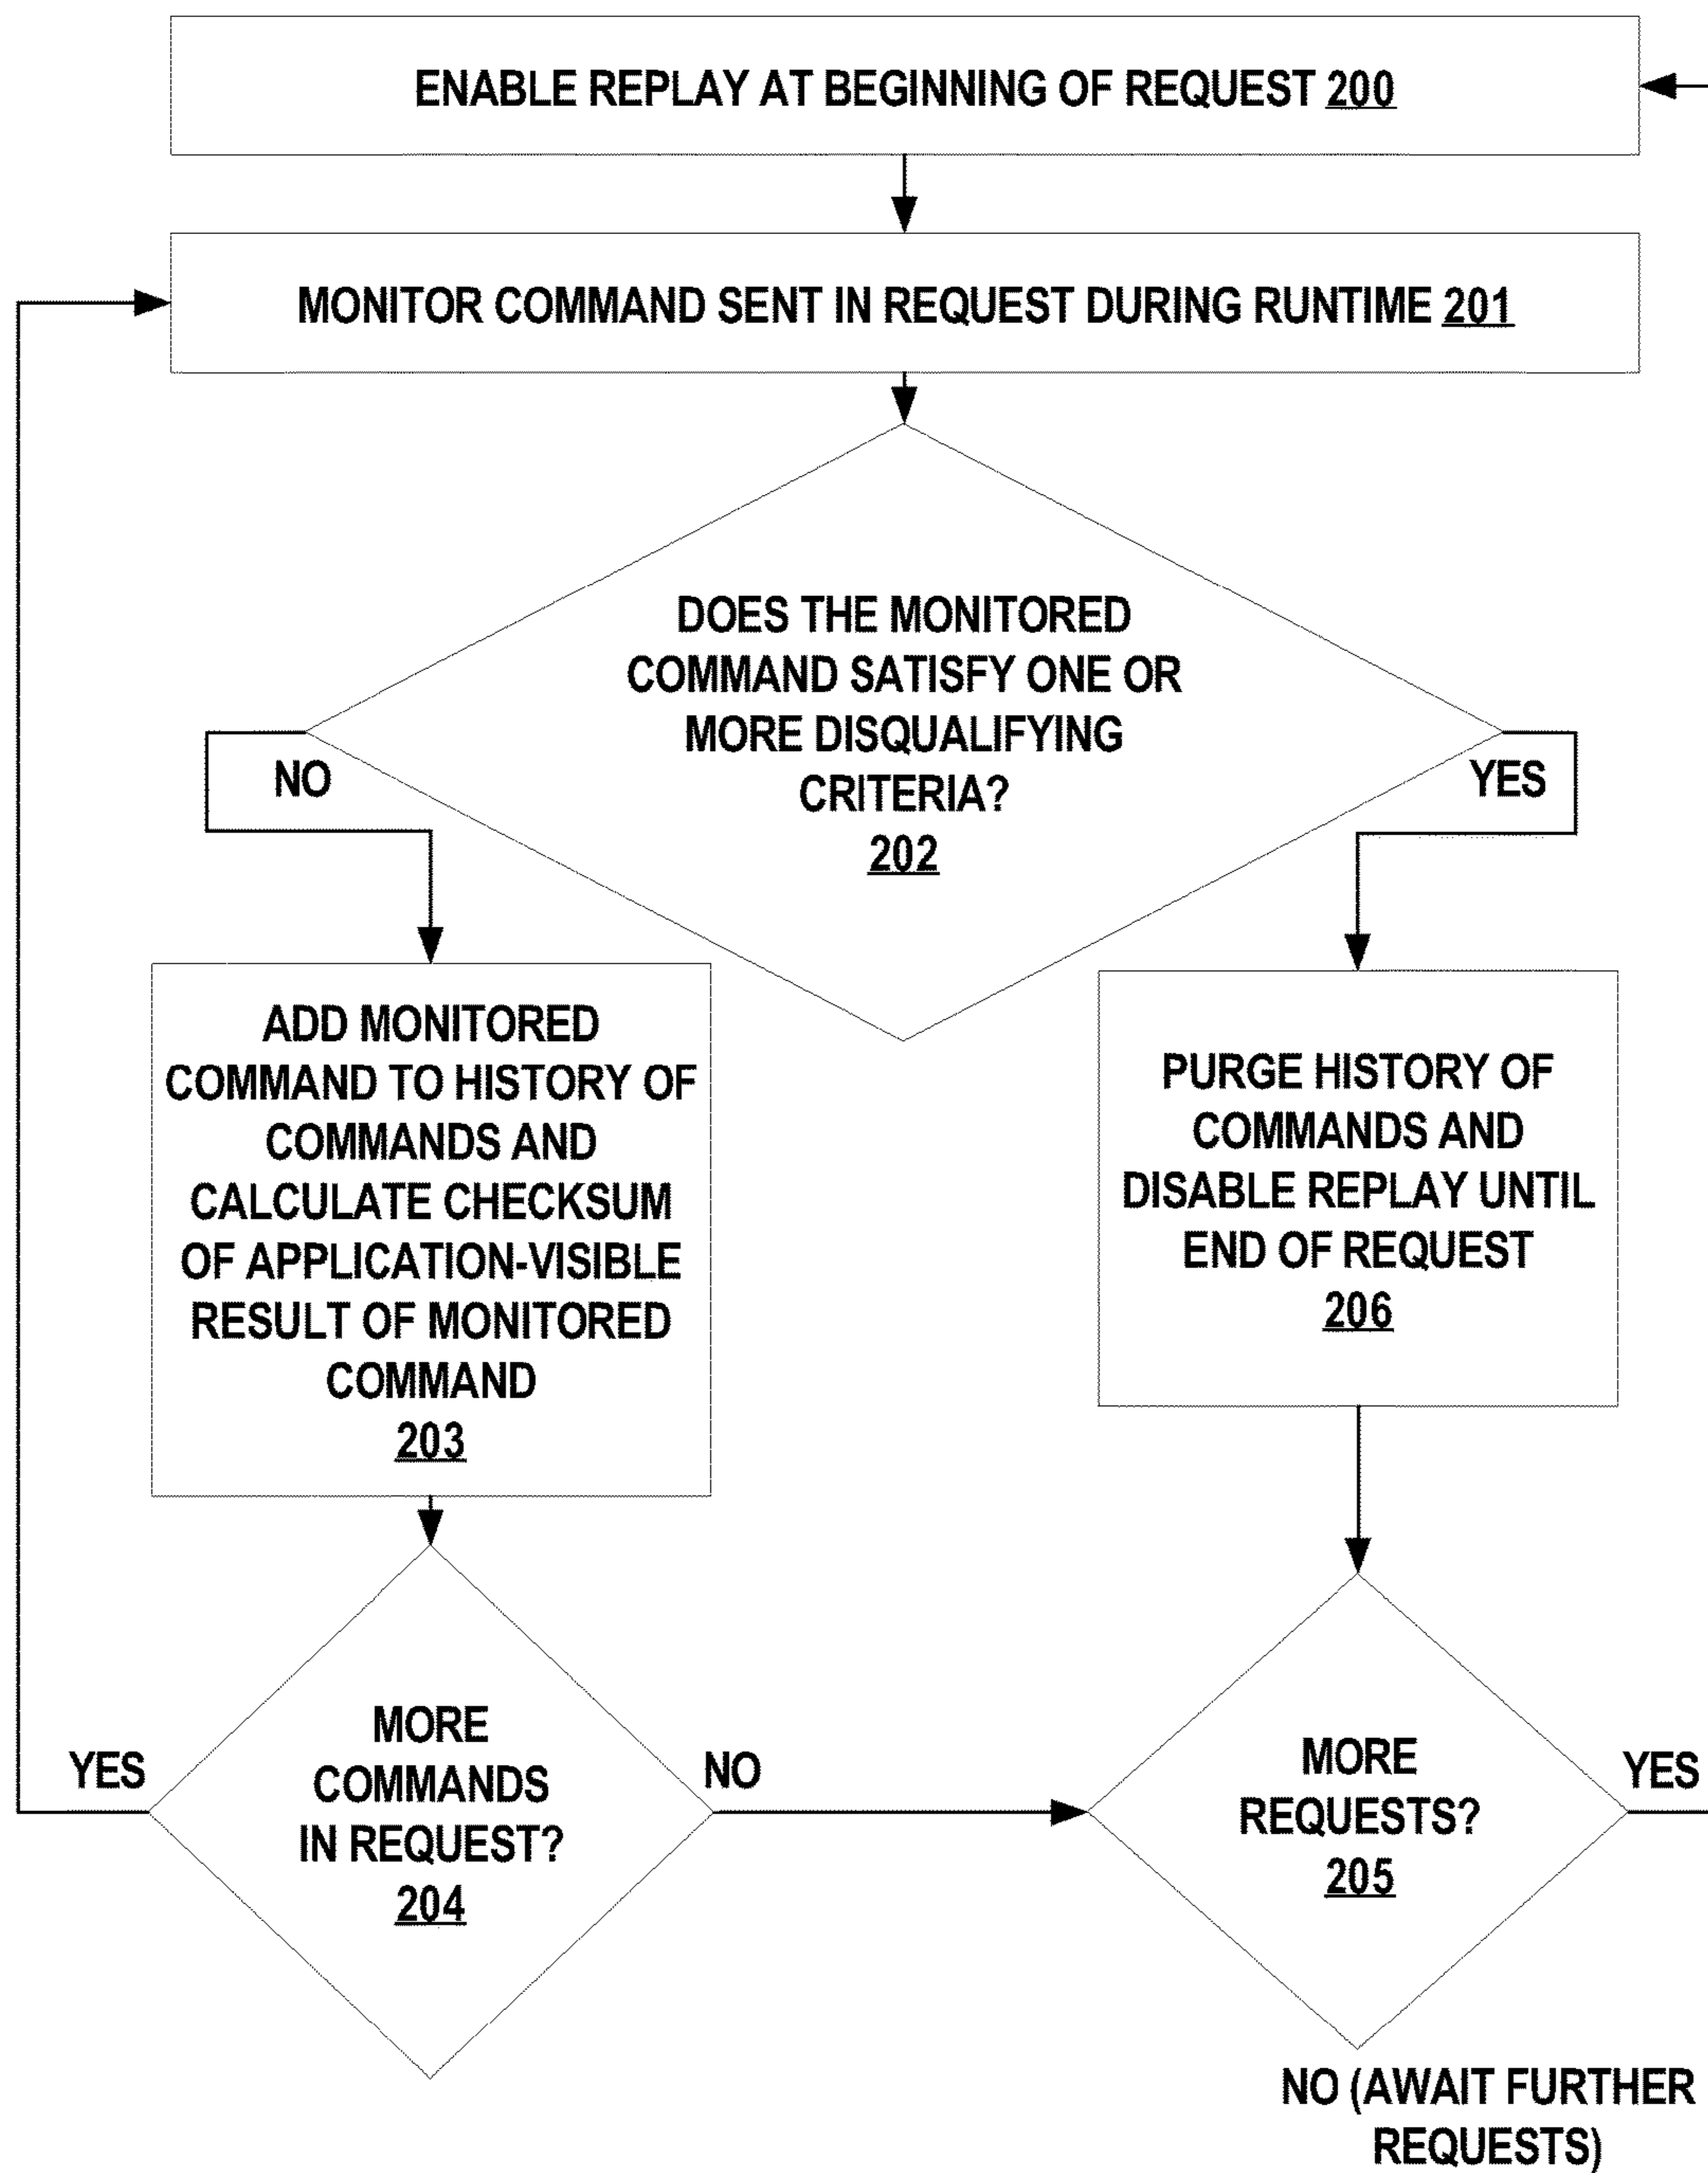 ENABLE REPLAY AT BEGINNING OF REQUEST 200
MONITOR COMMAND SENT IN REQUEST DURING RUNTIME 201
DOES THE MONITORED
COMMAND SATISFY ONE OR
MORE DISQUALIFYING
CRITERIA?
202
NO
YES
ADD MONITORED
COMMAND TO HISTORY OF
COMMANDS AND
CALCULATE CHECKSUM
OF APPLICATION-VISIBLE
RESULT OF MONITORED
COMMAND
203
PURGE HISTORY OF
COMMANDS AND
DISABLE REPLAY UNTIL
END OF REQUEST
206
YES
MORE
COMMANDS
IN REQUEST?
204
NO
MORE
REQUESTS?
205
YES
NO (AWAIT FURTHER
REQUESTS)